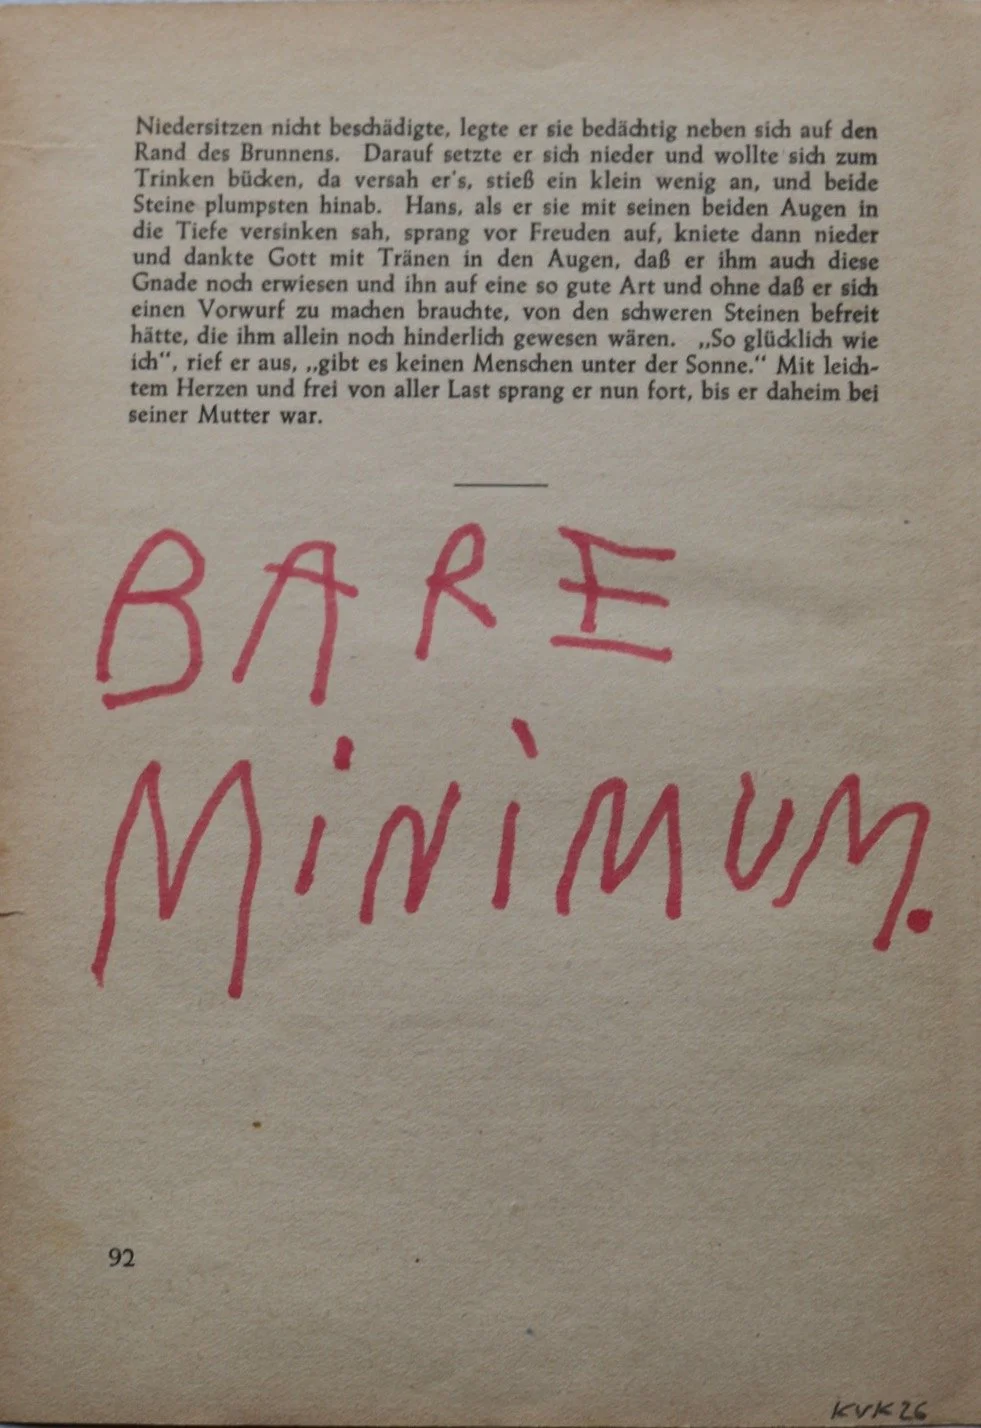 Niedersitzen nicht beschädigte, legte er sie bedächtig neben sich auf den
Rand des Brunnens. Darauf setzte er sich nieder und wollte sich zum
Trinken bücken, da versah er's, stieß ein klein wenig an, und beide
Steine plumpsten hinab. Hans, als er sie mit seinen beiden Augen in
die Tiefe versinken sah, sprang vor Freuden auf, kniete dann nieder
und dankte Gott mit Tränen in den Augen, daß er ihm auch diese
Gnade noch erwiesen und ihn auf eine so gute Art und ohne daß er sich
einen Vorwurf zu machen brauchte, von den schweren Steinen befreit
hätte, die ihm allein noch hinderlich gewesen wären. „So glücklich wie
ich“, rief er aus, „gibt es keinen Menschen unter der Sonne.“ Mit leich-
tem Herzen und frei von aller Last sprang er nun fort, bis er daheim bei
seiner Mutter war.
BARE
MiNiMUM.
92
KVK26